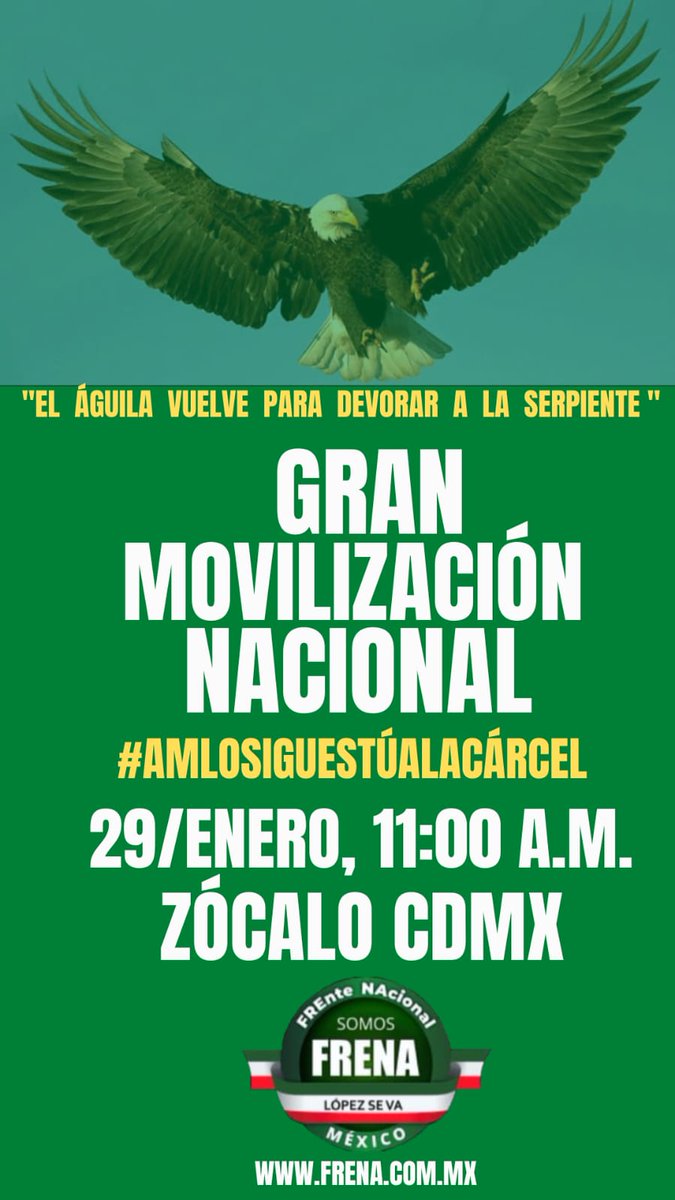 "EL ÁGUILA VUELVE PARA DEVORAR A LA SERPIENTE"
GRAN
MOVILIZACIÓN
NACIONAL
#AMLOSIGUESTÚALACÁRCEL
29/ENERO, 11:00 A.M.
ZÓCALO CDMX
FREnte NAcional
SOMOS
FRENA
LÓPEZ SE VA
MÉXICO
WWW.FRENA.COM.MX